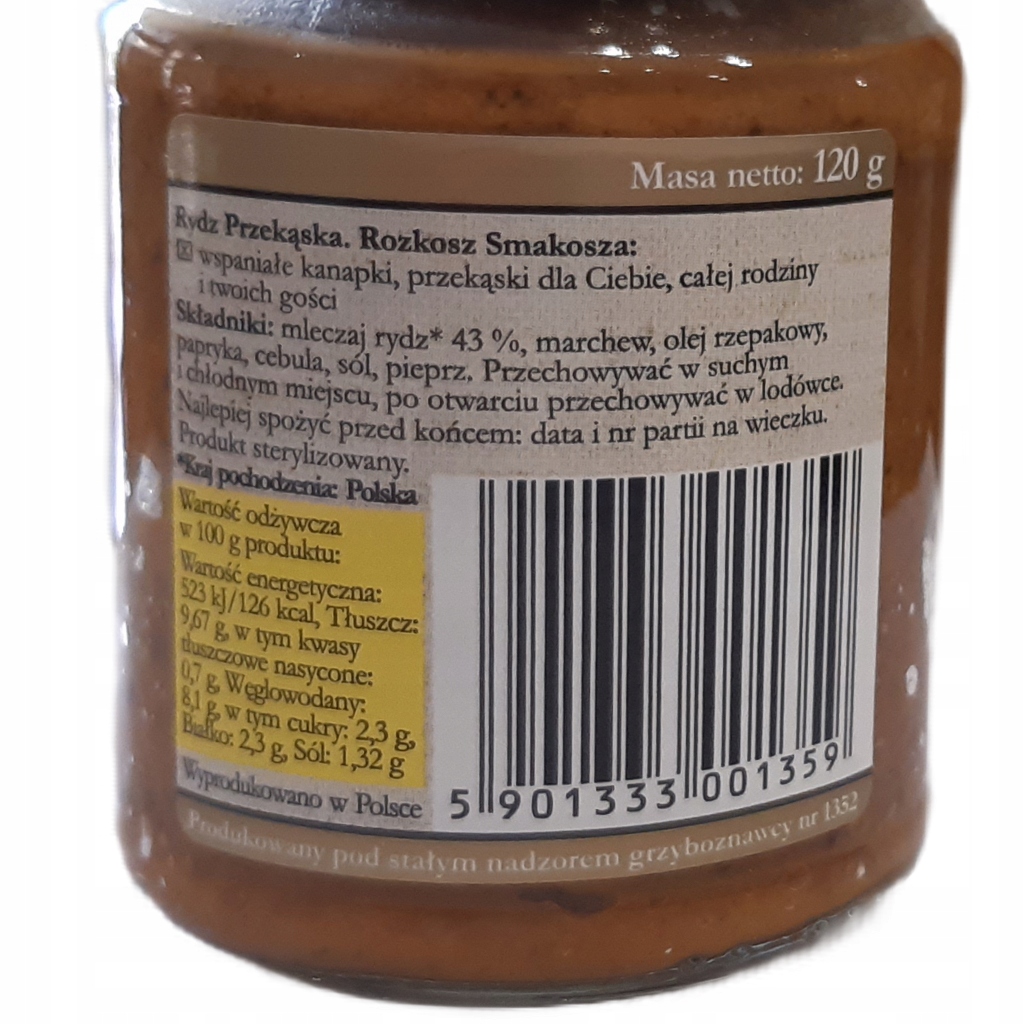 Masa netto: 120 g
Rydz Przekąska. Rozkosz Smakosza:
wspaniałe kanapki, przekąski dla Ciebie, całej rodziny
i twoich gości
Składniki: mleczaj rydz* 43 %, marchew, olej rzepakowy,
papryka, cebula, sól, pieprz. Przechowywać w suchym
i chłodnym miejscu, po otwarciu przechowywać w lodówce.
Najlepiej spożyć przed końcem: data i nr partii na wieczku.
Produkt sterylizowany.
*Kraj pochodzenia: Polska
Wartość odżywcza
w 100 g produktu:
Wartość energetyczna:
523 kJ/126 kcal, Tłuszcz:
9,67 g, w tym kwasy
tłuszczowe nasycone:
0,7 g, Węglowodany:
8,1 g, w tym cukry: 2,3 g,
Białko: 2,3 g, Sól: 1,32 g
Wyprodukowano w Polsce
5 901333 001359
Produkowany pod stałym nadzorem grzyboznawcy nr 1352